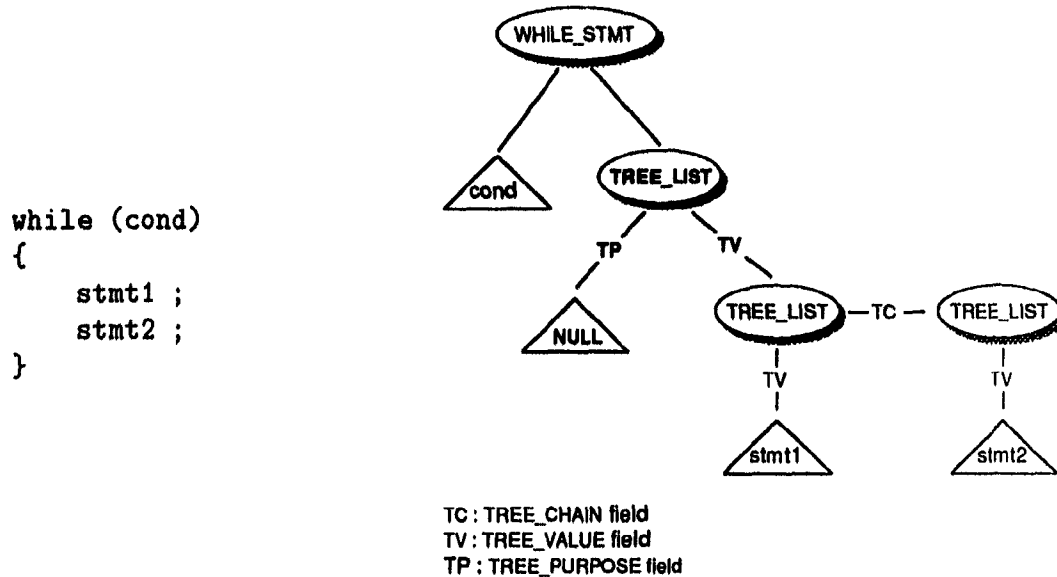 while (cond)
{
stmt1 ;
stmt2 ;
}
WHILE_STMT
cond
TREE_LIST
TP
TV
NULL
TREE_LIST
TC
TREE_LIST
TV
TV
stmt1
stmt2
TC : TREE_CHAIN field
TV : TREE_VALUE field
TP : TREE_PURPOSE field